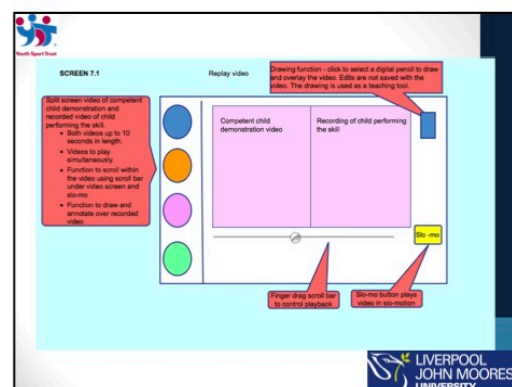 Youth Sport Trust
SCREEN 7.1
Replay video
Drawing function - click to select a digital pencil to draw
and overlay the video. Edits are not saved with the
video. The drawing is used as a teaching tool.
Split screen video of competent
child demonstration and
recorded video of child
performing the skill.
• Both videos up to 10
seconds in length.
• Videos to play
simultaneously.
• Function to scroll within
the video using scroll bar
under video screen and
slo-mo
• Function to draw and
annotate over recorded
video
Competent child
demonstration video
Recording of child performing
the skill
Slo -mo
Finger drag scroll bar
to control playback
Slo-mo button plays
video in slo-motion
LIVERPOOL
JOHN MOORES
UNIVERSITY